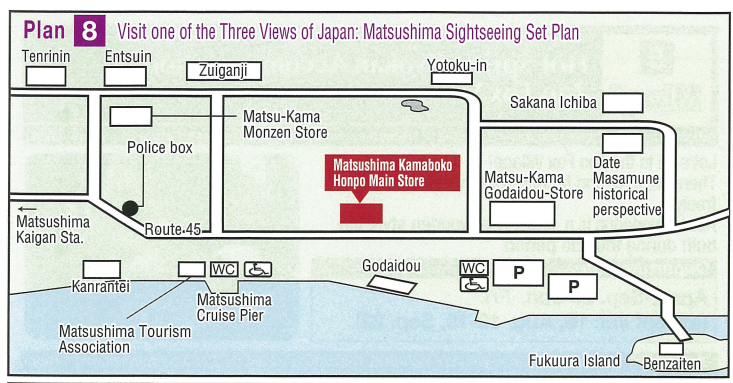 Plan 8 Visit one of the Three Views of Japan: Matsushima Sightseeing Set Plan
Tenrinin
Entsuin
Zuiganji
Yotoku-in
Sakana Ichiba
Matsu-Kama
Monzen Store
Police box
Matsushima Kamaboko
Honpo Main Store
Matsu-Kama
Godaidou-Store
Date
Masamune
historical
perspective
Matsushima
Kaigan Sta.
Route 45
Kanrantei
WC
Matsushima
Cruise Pier
Godaidou
WC
P
P
Matsushima Tourism
Association
Fukuura Island
Benzaiten